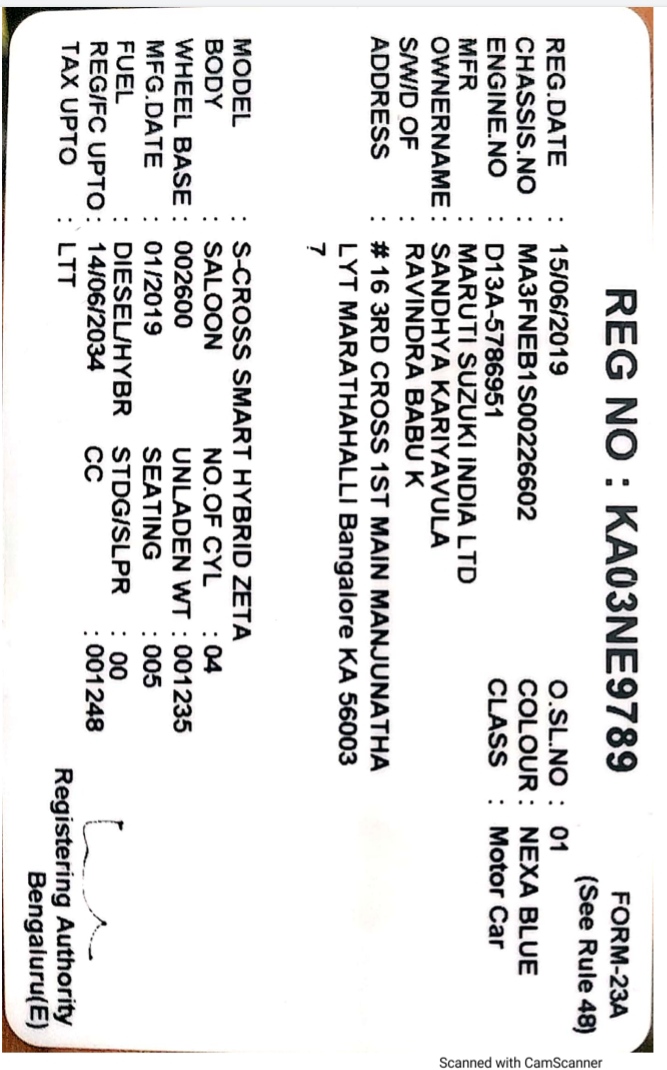 FORM-23A
REG NO : KA03NE9789 (See Rule 48)
REG.DATE : 15/06/2019 O.SL.NO : 01
CHASSIS.NO : MA3FNEB1S00226602 COLOUR : NEXA BLUE
ENGINE.NO : D13A-5786951 CLASS : Motor Car
MFR : MARUTI SUZUKI INDIA LTD
OWNERNAME : SANDHYA KARIYAVULA
S/W/D OF : RAVINDRA BABU K
ADDRESS : # 16 3RD CROSS 1ST MAIN MANJUNATHA
LYT MARATHAHALLI Bangalore KA 56003
7
MODEL : S-CROSS SMART HYBRID ZETA
BODY : SALOON NO.OF CYL : 04
WHEEL BASE : 002600 UNLADEN WT : 001235
MFG.DATE : 01/2019 SEATING : 005
FUEL : DIESEL/HYBR STDG/SLPR : 00
REG/FC UPTO : 14/06/2034 CC : 001248
TAX UPTO : LTT
Registering Authority
Bengaluru(E)
Scanned with CamScanner